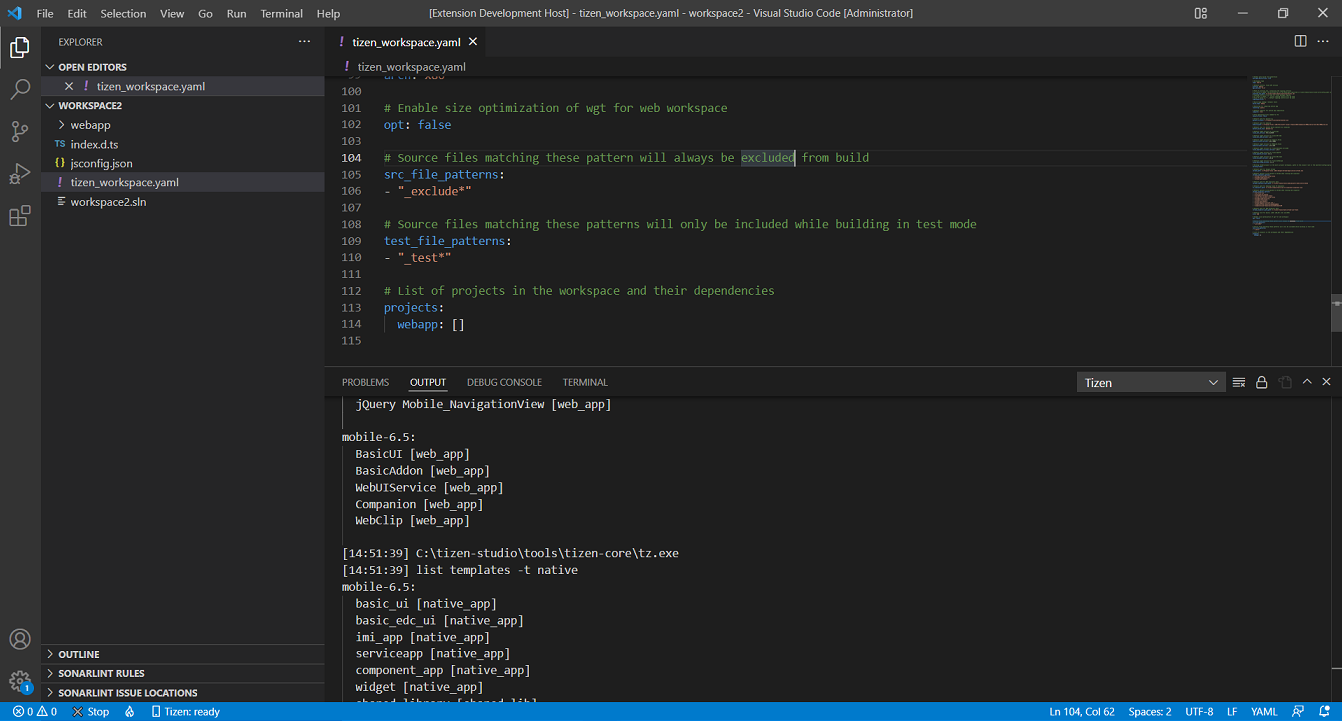 File Edit Selection View Go Run Terminal Help
[Extension Development Host] - tizen_workspace.yaml - workspace2 - Visual Studio Code [Administrator]
EXPLORER
OPEN EDITORS
! tizen_workspace.yaml
WORKSPACE2
webapp
TS index.d.ts
{} jsconfig.json
! tizen_workspace.yaml
workspace2.sln
OUTLINE
SONARLINT RULES
SONARLINT ISSUE LOCATIONS
! tizen_workspace.yaml
! tizen_workspace.yaml
99 arch: x86
100
101 # Enable size optimization of wgt for web workspace
102 opt: false
103
104 # Source files matching these pattern will always be excluded from build
105 src_file_patterns:
106 - "_exclude*"
107
108 # Source files matching these patterns will only be included while building in test mode
109 test_file_patterns:
110 - "_test*"
111
112 # List of projects in the workspace and their dependencies
113 projects:
114 webapp: []
115
PROBLEMS OUTPUT DEBUG CONSOLE TERMINAL
Tizen
jQuery Mobile_NavigationView [web_app]
mobile-6.5:
BasicUI [web_app]
BasicAddon [web_app]
WebUIService [web_app]
Companion [web_app]
WebClip [web_app]
[14:51:39] C:\tizen-studio\tools\tizen-core\tz.exe
[14:51:39] list templates -t native
mobile-6.5:
basic_ui [native_app]
basic_edc_ui [native_app]
imi_app [native_app]
serviceapp [native_app]
component_app [native_app]
widget [native_app]
shared_library [shared_lib]
1
0 0 Stop Tizen: ready
Ln 104, Col 62 Spaces: 2 UTF-8 LF YAML